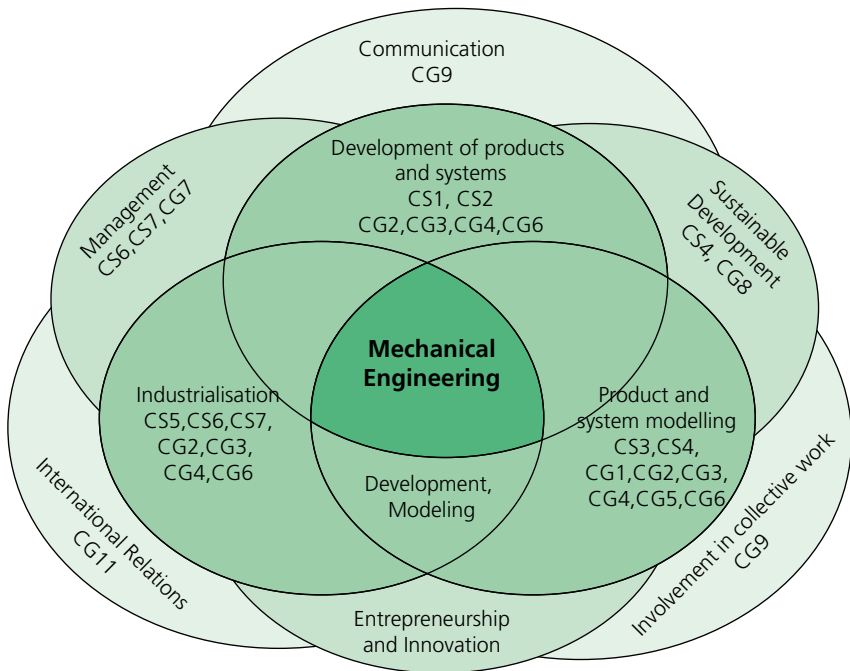 Communication
CG9
Development of products
and systems
CS1, CS2
CG2,CG3,CG4,CG6
Management
CS6,CS7,CG7
Sustainable
Development
CS4, CG8
Mechanical
Engineering
Industrialisation
CS5,CS6,CS7,
CG2,CG3,
CG4,CG6
Product and
system modelling
CS3,CS4,
CG1,CG2,CG3,
CG4,CG5,CG6
Development,
Modeling
International Relations
CG11
Involvement in collective work
CG9
Entrepreneurship
and Innovation